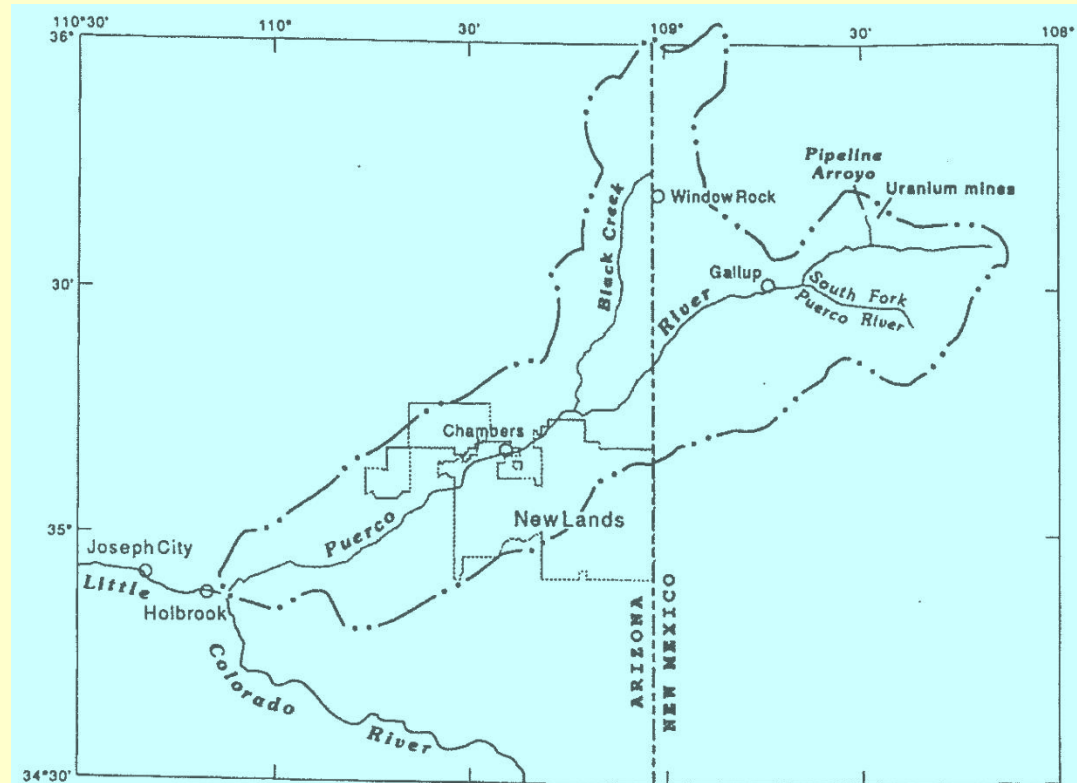 110°30'
110°
30'
109°
30'
108°
36°
Pipeline
Arroyo
Uranium mines
Window Rock
Black Creek
30'
Gallup
South Fork
Puerco River
River
Chambers
35°
Puerco
New Lands
Joseph City
Little
Holbrook
Colorado
River
ARIZONA
NEW MEXICO
34°30'